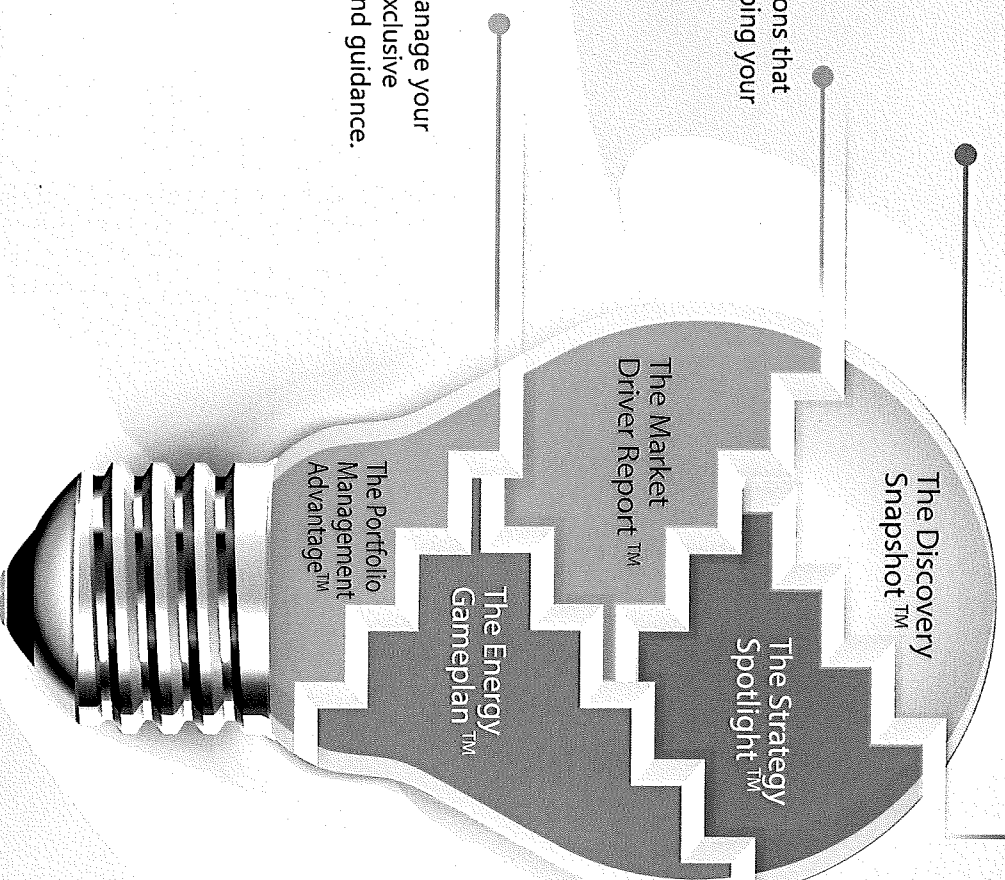 The Discovery
Snapshot™
ons that
ping your
The Strategy
Spotlight™
The Market
Driver Report™
The Energy
Gameplan™
anage your
xclusive
nd guidance.
The Portfolio
Management
Advantage™